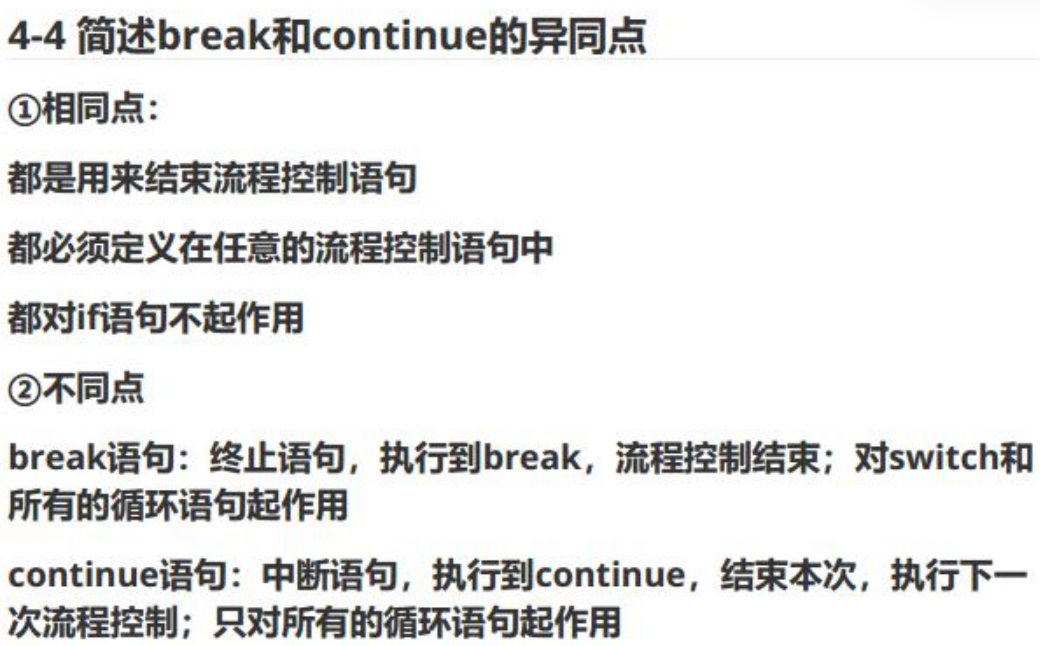 4-4 简述break和continue的异同点
①相同点：
都是用来结束流程控制语句
都必须定义在任意的流程控制语句中
都对if语句不起作用
②不同点
break语句：终止语句，执行到break，流程控制结束；对switch和
所有的循环语句起作用
continue语句：中断语句，执行到continue，结束本次，执行下一
次流程控制；只对所有的循环语句起作用